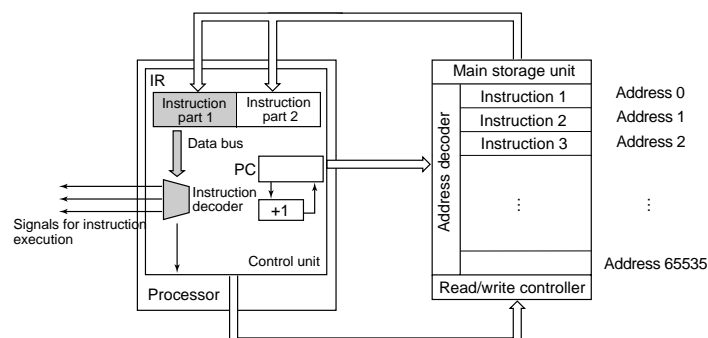 IR
Instruction
part 1
Instruction
part 2
Data bus
PC
Instruction
decoder
+1
Signals for instruction
execution
Control unit
Processor
Main storage unit
Address decoder
Instruction 1
Address 0
Instruction 2
Address 1
Instruction 3
Address 2
⋮
⋮
Address 65535
Read/write controller